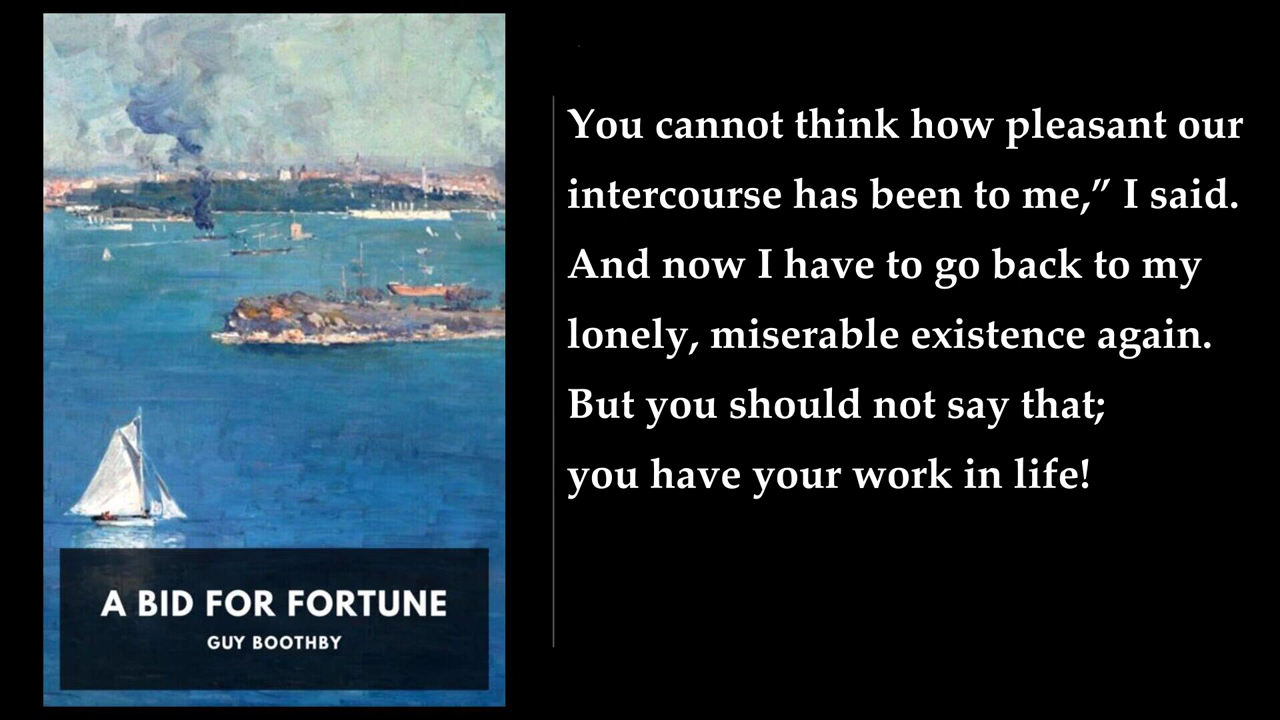 You cannot think how pleasant our
intercourse has been to me,” I said.
And now I have to go back to my
lonely, miserable existence again.
But you should not say that;
you have your work in life!
A BID FOR FORTUNE
GUY BOOTHBY